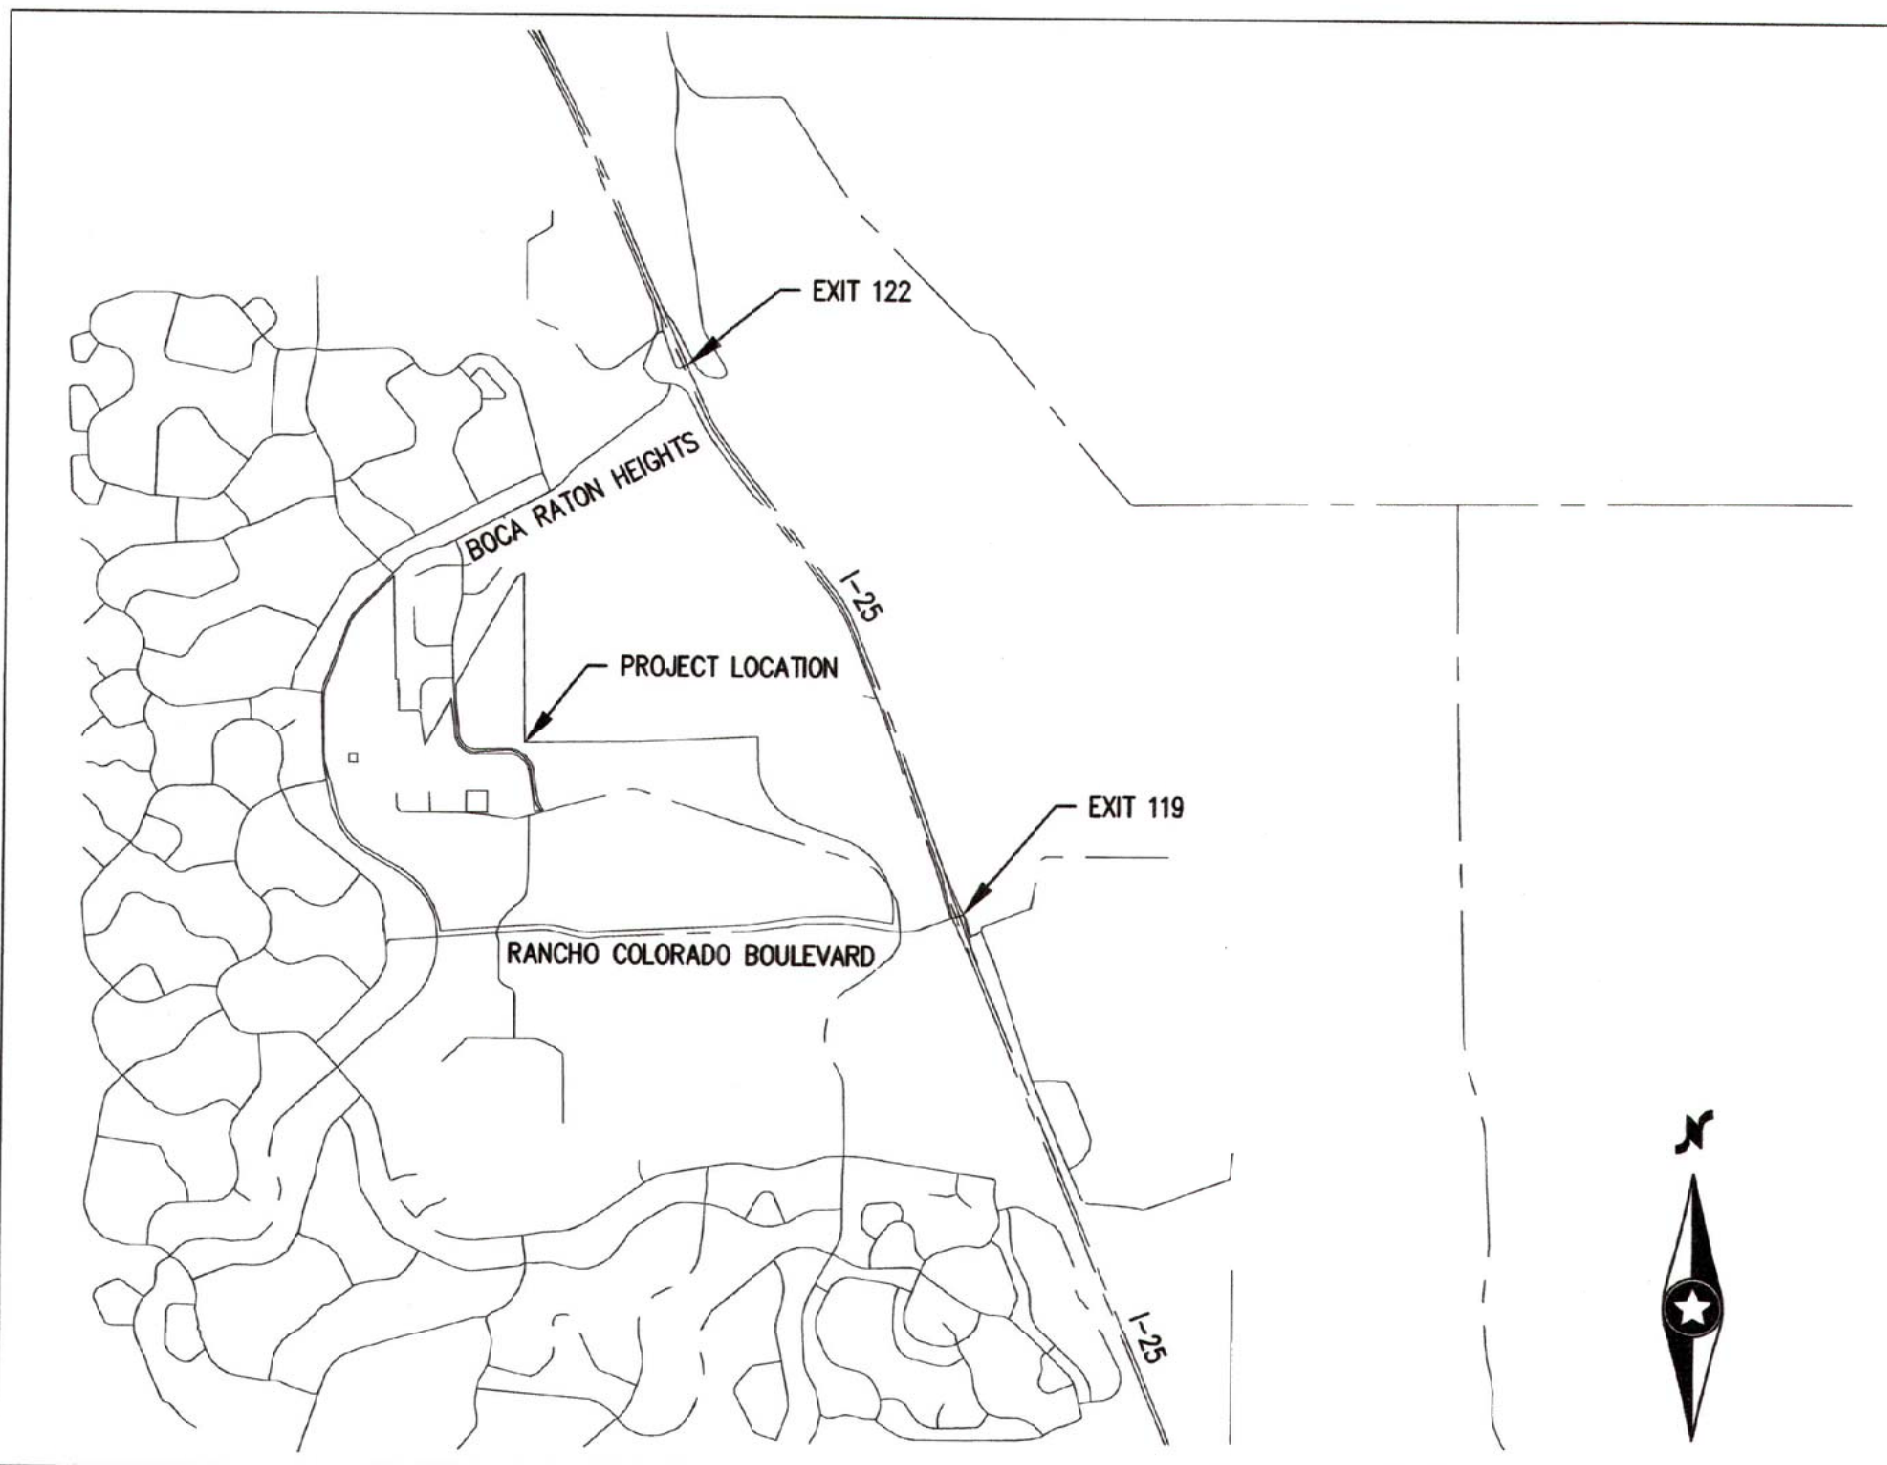 EXIT 122
BOCA RATON HEIGHTS
I-25
PROJECT LOCATION
EXIT 119
RANCHO COLORADO BOULEVARD
N
I-25